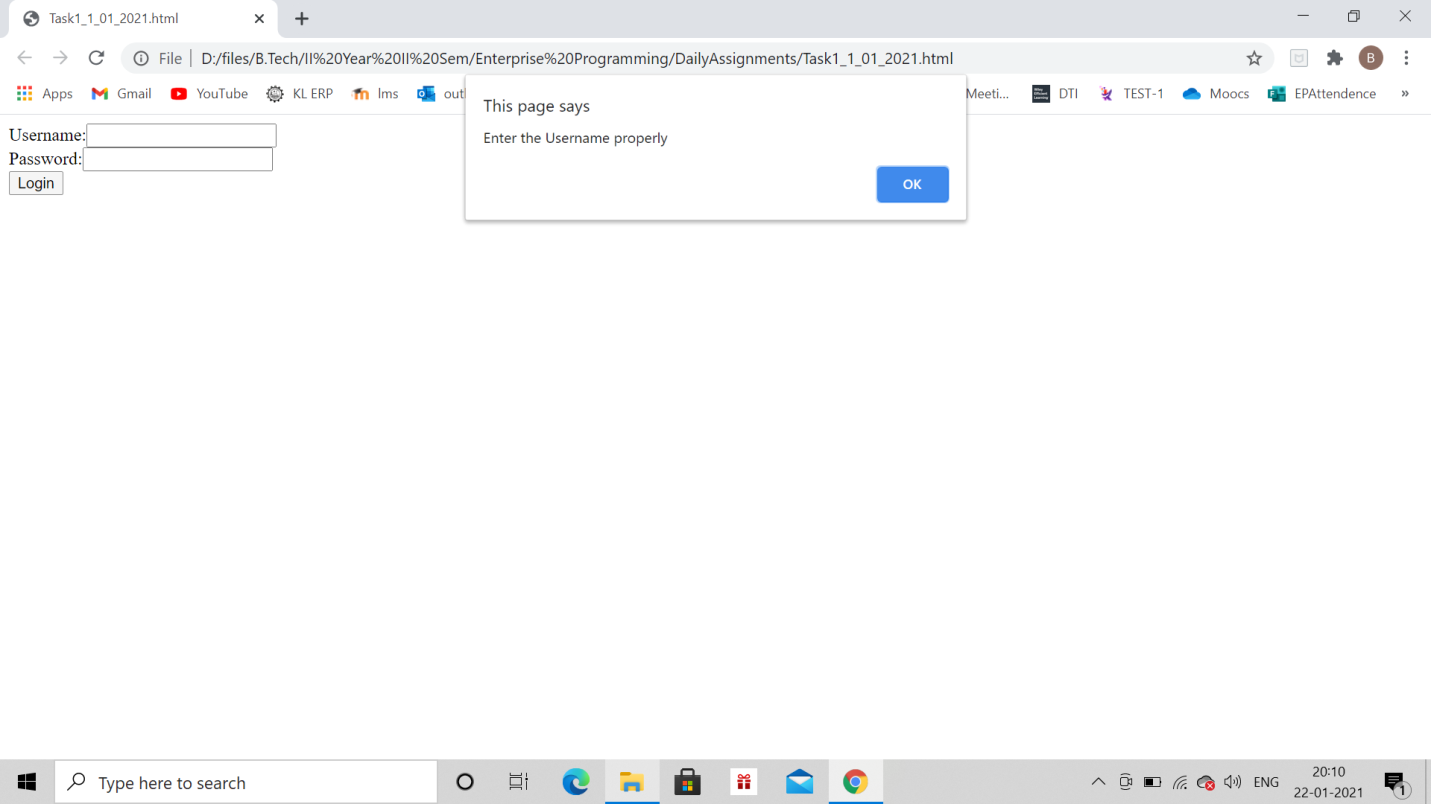 Task1_1_01_2021.html
File D:/files/B.Tech/II%20Year%20II%20Sem/Enterprise%20Programming/DailyAssignments/Task1_1_01_2021.html B
Apps Gmail YouTube KL ERP lms outl Meeti... DTI TEST-1 Moocs EPAttendence »
This page says
Enter the Username properly
OK
Username:
Password:
Login
Type here to search
ENG
20:10
22-01-2021
1